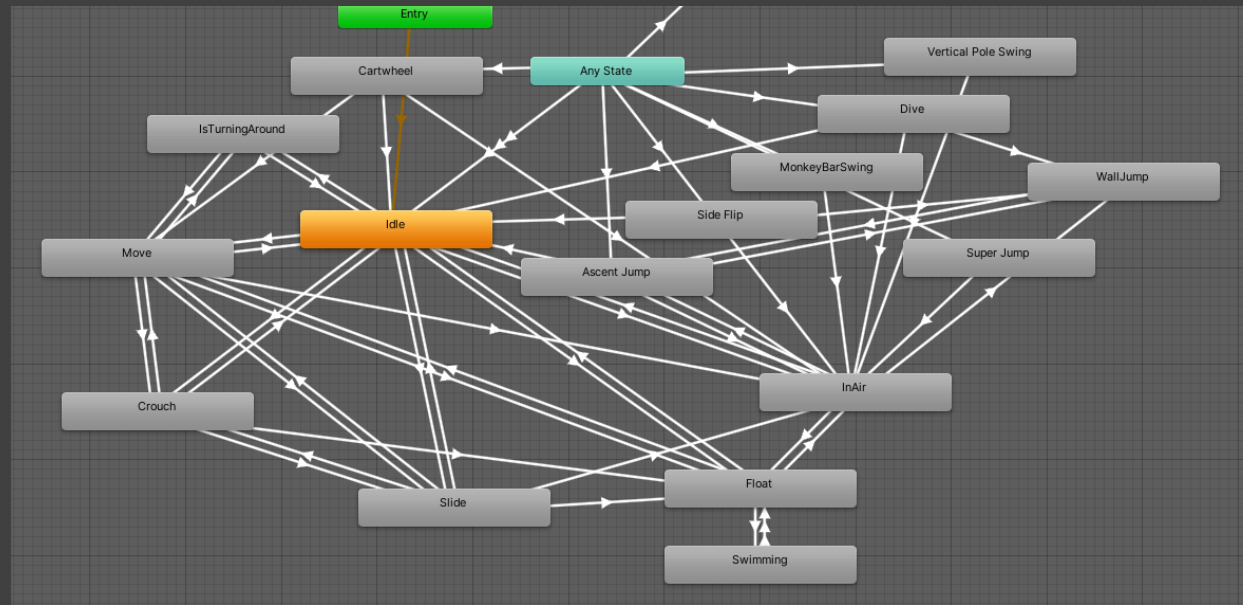 Entry
Vertical Pole Swing
Cartwheel
Any State
Dive
IsTurningAround
MonkeyBarSwing
WallJump
Side Flip
Idle
Move
Super Jump
Ascent Jump
InAir
Crouch
Float
Slide
Swimming